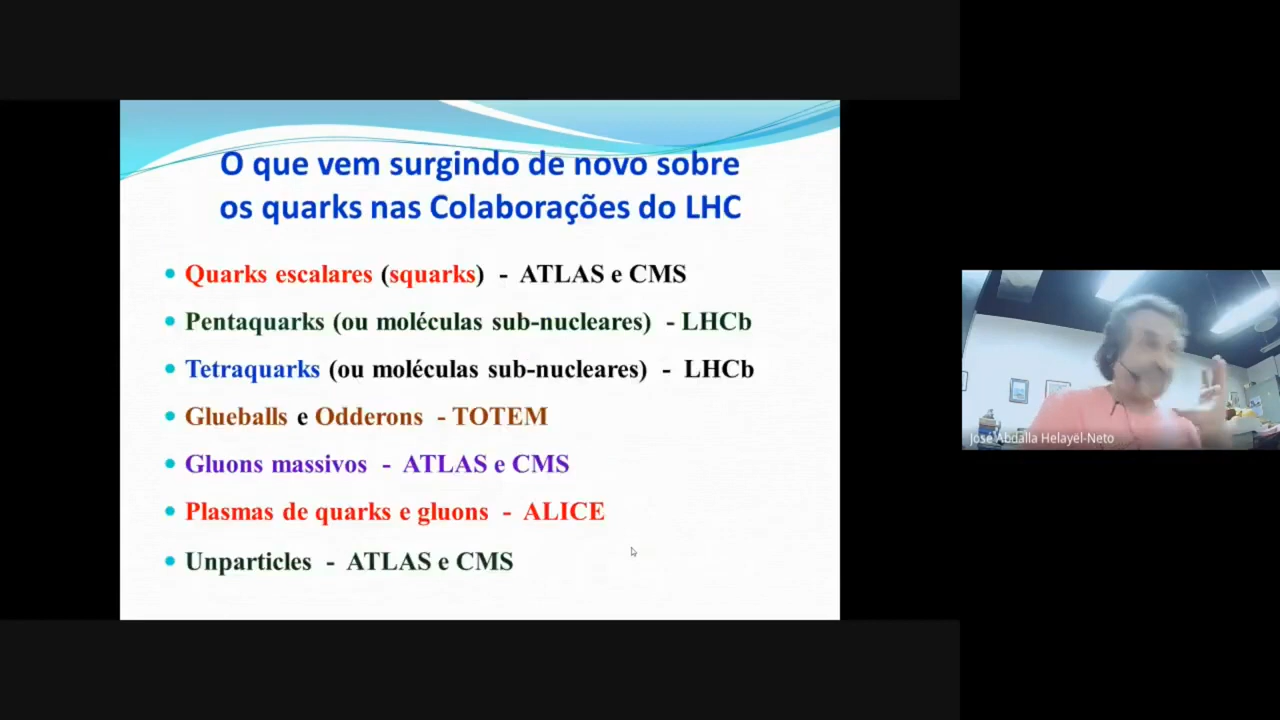 O que vem surgindo de novo sobre
os quarks nas Colaborações do LHC
Quarks escalares (squarks) - ATLAS e CMS
Pentaquarks (ou moléculas sub-nucleares) - LHCb
Tetraquarks (ou moléculas sub-nucleares) - LHCb
Glueballs e Odderons - TOTEM
Gluons massivos - ATLAS e CMS
Plasmas de quarks e gluons - ALICE
Unparticles - ATLAS e CMS
José Abdalla Helayël-Neto